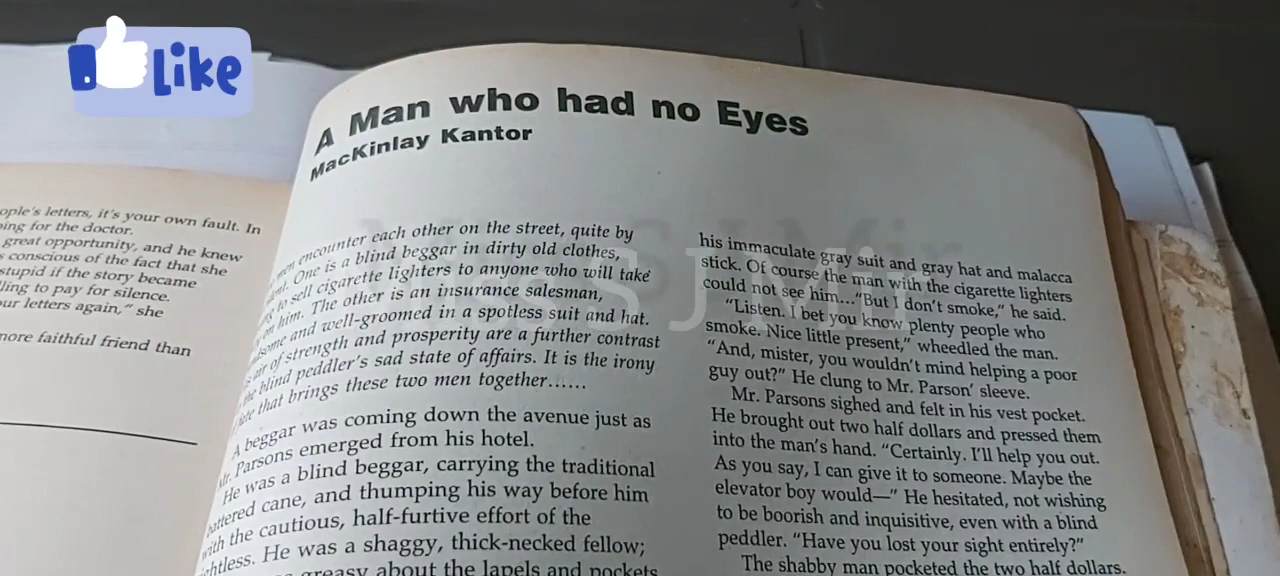 Like
A Man who had no Eyes
MacKinlay Kantor
ople's letters, it's your own fault. In
ing for the doctor.
great opportunity, and he knew
s conscious of the fact that she
stupid if the story became
ling to pay for silence.
ur letters again," she
more faithful friend than
men encounter each other on the street, quite by
One is a blind beggar in dirty old clothes,
to sell cigarette lighters to anyone who will take
him. The other is an insurance salesman,
and well-groomed in a spotless suit and hat.
air of strength and prosperity are a further contrast
the blind peddler's sad state of affairs. It is the irony
that brings these two men together......
A beggar was coming down the avenue just as
Mr. Parsons emerged from his hotel.
He was a blind beggar, carrying the traditional
battered cane, and thumping his way before him
with the cautious, half-furtive effort of the
ightless. He was a shaggy, thick-necked fellow;
greasy about the lapels and pockets
his immaculate gray suit and gray hat and malacca
stick. Of course the man with the cigarette lighters
could not see him..."But I don't smoke," he said.
"Listen. I bet you know plenty people who
smoke. Nice little present," wheedled the man.
"And, mister, you wouldn't mind helping a poor
guy out?" He clung to Mr. Parson' sleeve.
Mr. Parsons sighed and felt in his vest pocket.
He brought out two half dollars and pressed them
into the man's hand. "Certainly. I'll help you out.
As you say, I can give it to someone. Maybe the
elevator boy would—" He hesitated, not wishing
to be boorish and inquisitive, even with a blind
peddler. "Have you lost your sight entirely?"
The shabby man pocketed the two half dollars.
S J Mir